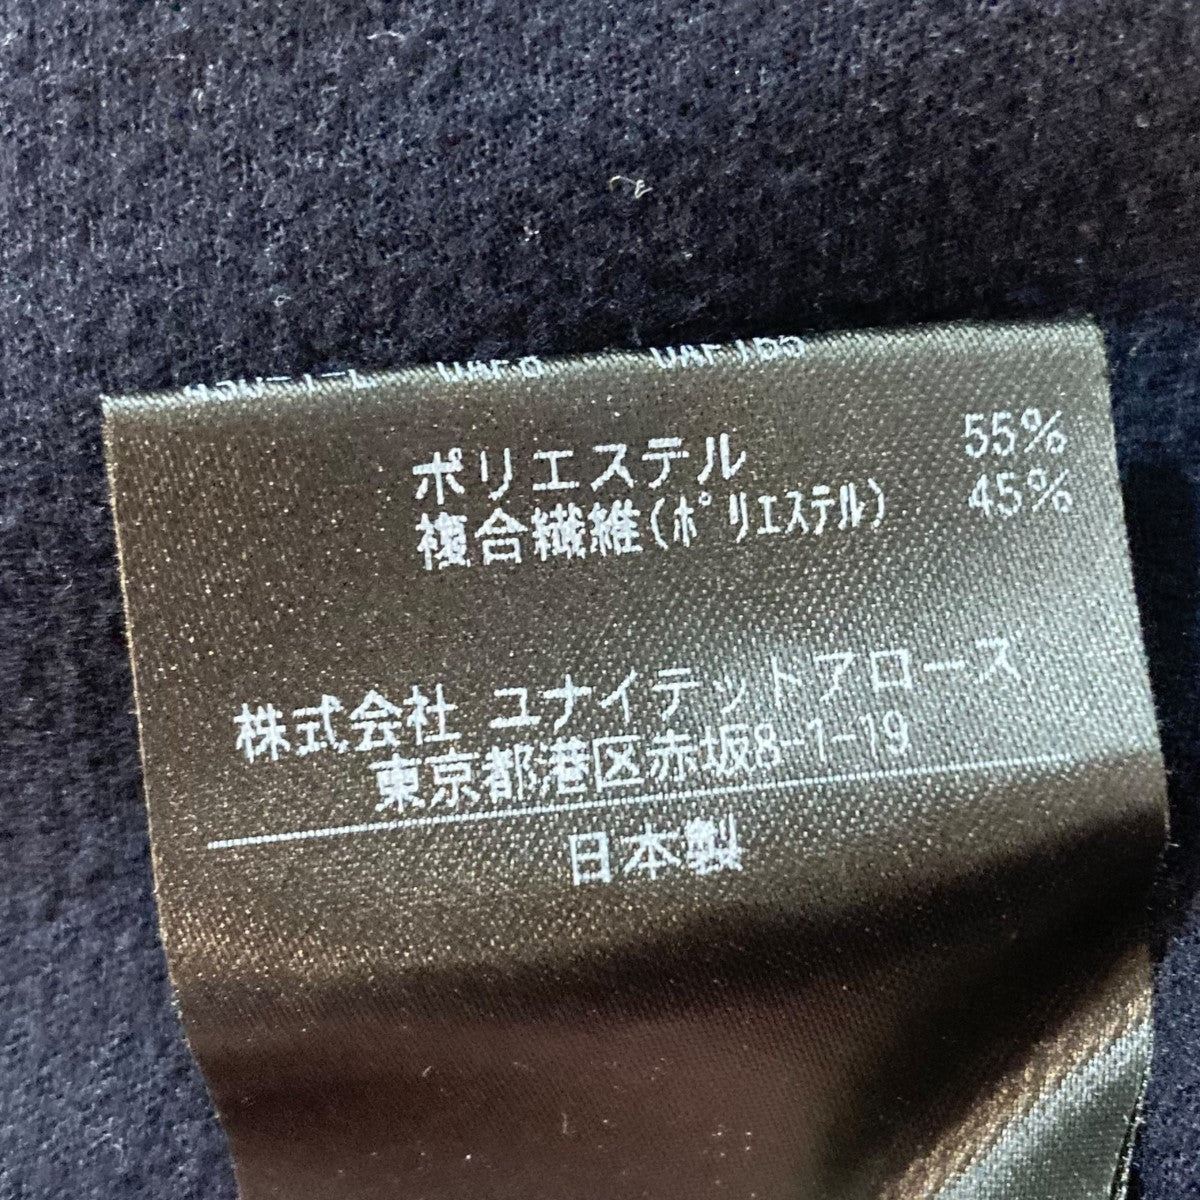 ポリエステル 55%
複合繊維(ポリエステル) 45%
株式会社 ユナイテッドアローズ
東京都港区赤坂8-1-19
日本製